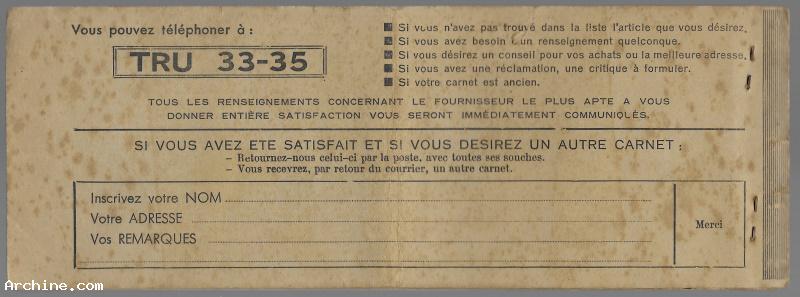 Vous pouvez téléphoner à :
TRU 33-35
Si vous n'avez pas trouvé dans la liste l'article que vous désirez.
Si vous avez besoin d'un renseignement quelconque.
Si vous désirez un conseil pour vos achats ou la meilleure adresse.
Si vous avez une réclamation, une critique à formuler.
Si votre carnet est ancien.
TOUS LES RENSEIGNEMENTS CONCERNANT LE FOURNISSEUR LE PLUS APTE A VOUS
DONNER ENTIÈRE SATISFACTION VOUS SERONT IMMÉDIATEMENT COMMUNIQUÉS.
SI VOUS AVEZ ETE SATISFAIT ET SI VOUS DESIREZ UN AUTRE CARNET :
– Retournez-nous celui-ci par la poste, avec toutes ses souches.
– Vous recevrez, par retour du courrier, un autre carnet.
Inscrivez votre NOM
Votre ADRESSE
Vos REMARQUES
Merci
Archine.com